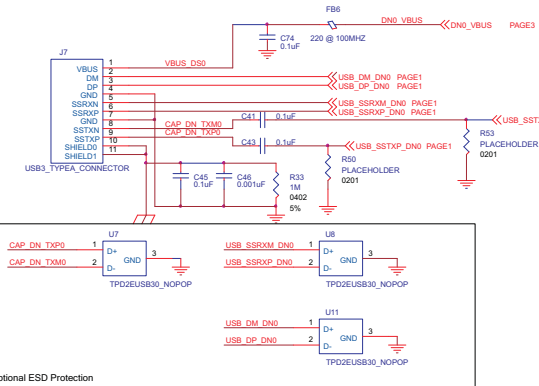 FB6
DN0_VBUS
DN0_VBUS PAGE3
C74
0.1uF
220 @ 100MHZ
J7
VBUS_DS0
VBUS 1
DM 2
DP 3
GND 4
SSRXN 5
SSRXP 6
GND 7
SSTXN 8
SSTXP 9
SHIELD0 10
SHIELD1 11
USB3_TYPEA_CONNECTOR
USB_DM_DN0 PAGE1
USB_DP_DN0 PAGE1
USB_SSRXM_DN0 PAGE1
USB_SSRXP_DN0 PAGE1
CAP_DN_TXM0
C41
0.1uF
USB_SST
CAP_DN_TXP0
C43
0.1uF
USB_SSTXP_DN0 PAGE1
R53
PLACEHOLDER
0201
R50
PLACEHOLDER
0201
C45
0.1uF
C46
0.001uF
R33
1M
0402
5%
U7
CAP_DN_TXP0 1 D+
CAP_DN_TXM0 2 D-
GND 3
TPD2EUSB30_NOPOP
U8
USB_SSRXM_DN0 1 D+
USB_SSRXP_DN0 2 D-
GND 3
TPD2EUSB30_NOPOP
U11
USB_DM_DN0 1 D+
USB_DP_DN0 2 D-
GND 3
TPD2EUSB30_NOPOP
ptional ESD Protection